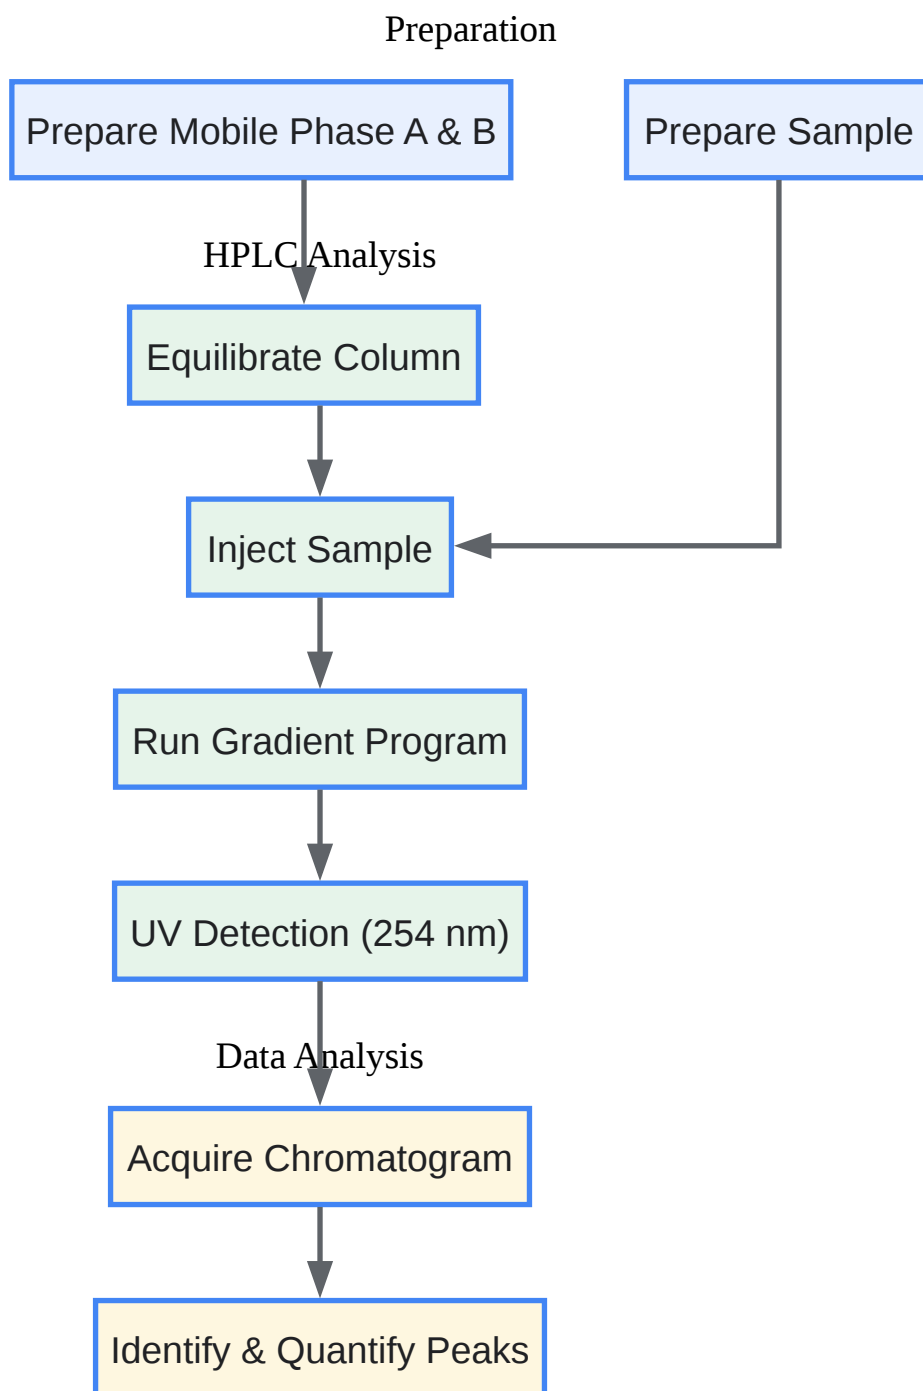 Preparation
Prepare Mobile Phase A & B
Prepare Sample
HPLC Analysis
Equilibrate Column
Inject Sample
Run Gradient Program
UV Detection (254 nm)
Data Analysis
Acquire Chromatogram
Identify & Quantify Peaks